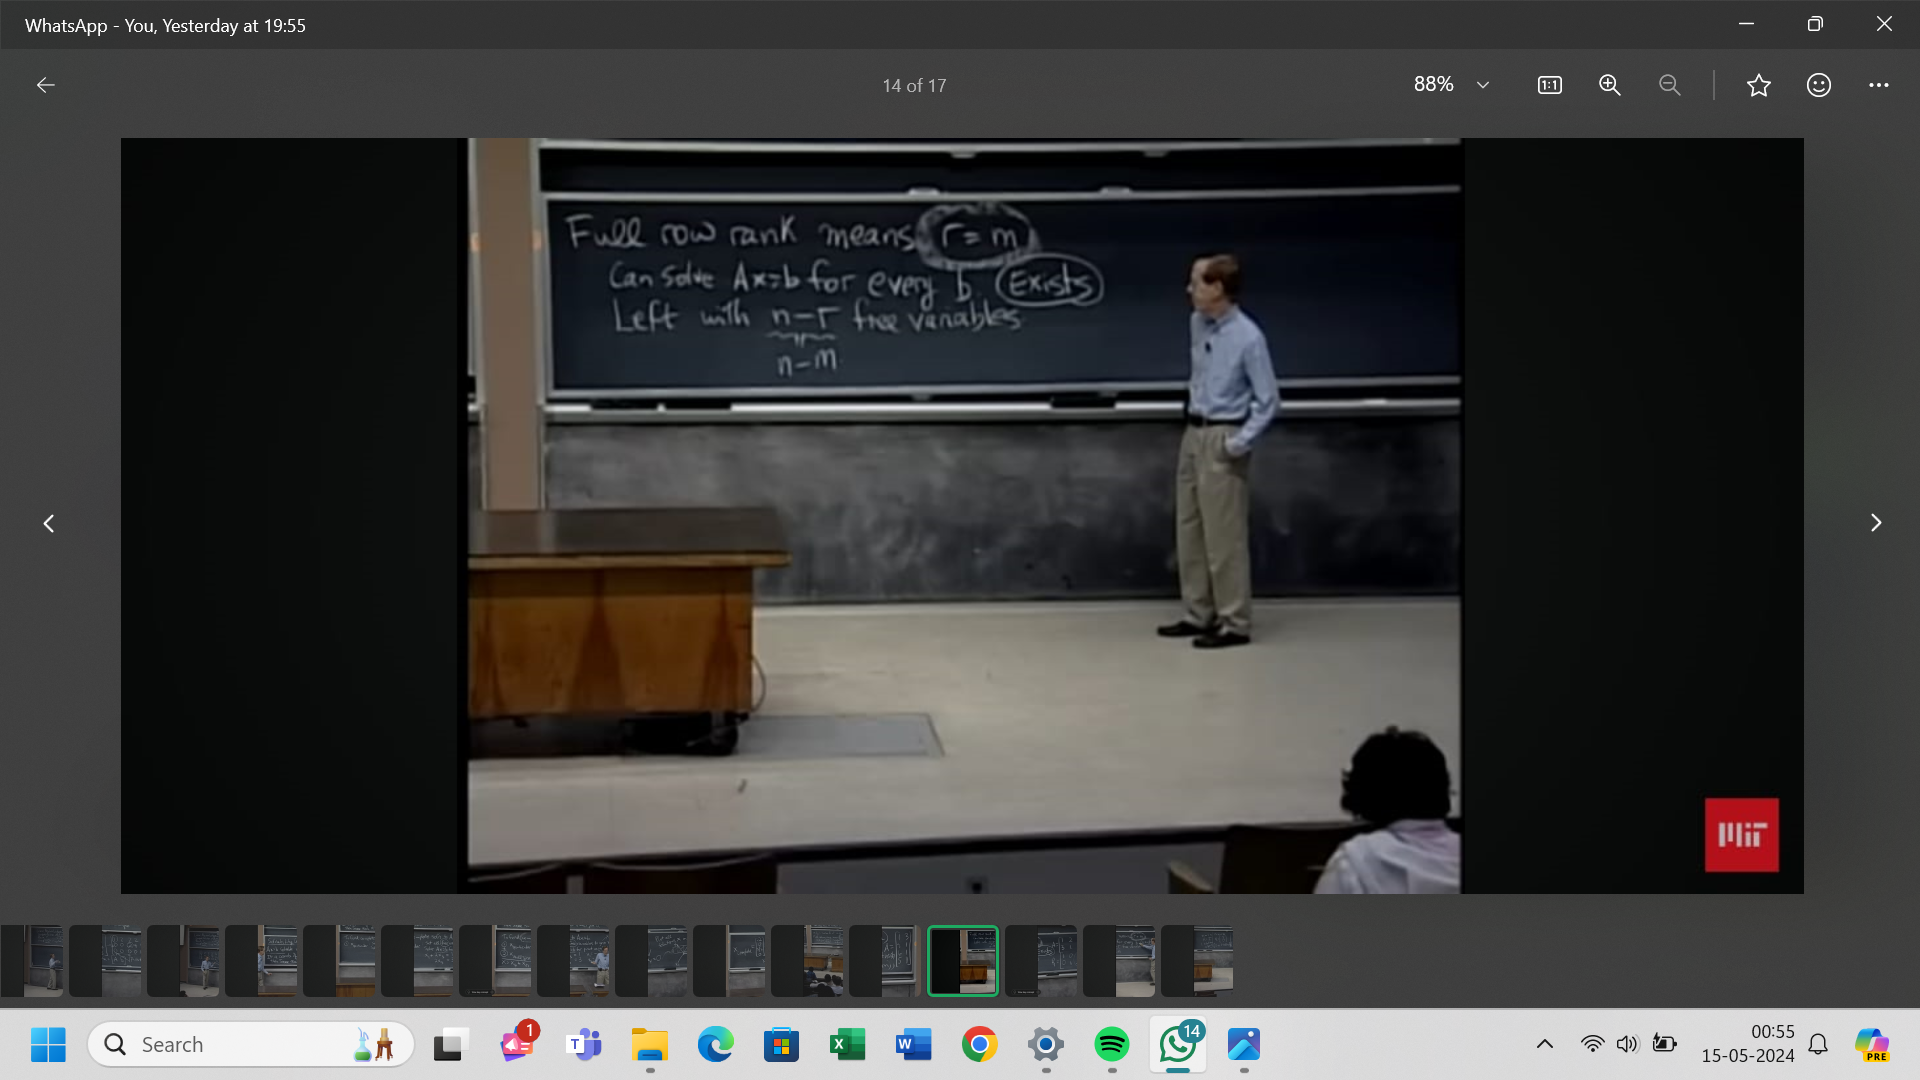 WhatsApp - You, Yesterday at 19:55
14 of 17
88%
1:1
Full row rank means r = m
Can solve Ax=b for every b Exists
Left with n-r free variables
n-m
MIT
Search
1
14
00:55
15-05-2024
PRE